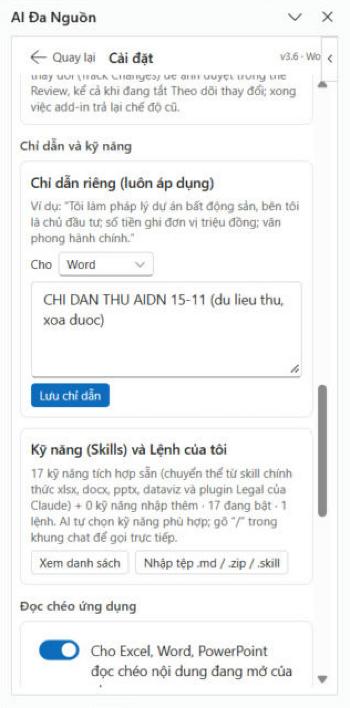 AI Đa Nguồn
Quay lại Cài đặt v3.6 · Wo
thay đổi (Track Changes) để anh duyệt trong thẻ
Review, kể cả khi đang tắt Theo dõi thay đổi; xong
việc add-in trả lại chế độ cũ.
Chỉ dẫn và kỹ năng
Chỉ dẫn riêng (luôn áp dụng)
Ví dụ: "Tôi làm pháp lý dự án bất động sản, bên tôi
là chủ đầu tư; số tiền ghi đơn vị triệu đồng; văn
phong hành chính."
Cho Word
CHI DAN THU AIDN 15-11 (du lieu thu,
xoa duoc)
Lưu chỉ dẫn
Kỹ năng (Skills) và Lệnh của tôi
17 kỹ năng tích hợp sẵn (chuyển thể từ skill chính
thức xlsx, docx, pptx, dataviz và plugin Legal của
Claude) + 0 kỹ năng nhập thêm · 17 đang bật · 1
lệnh. AI tự chọn kỹ năng phù hợp; gõ "/" trong
khung chat để gọi trực tiếp.
Xem danh sách Nhập tệp .md / .zip / .skill
Đọc chéo ứng dụng
Cho Excel, Word, PowerPoint
đọc chéo nội dung đang mở của